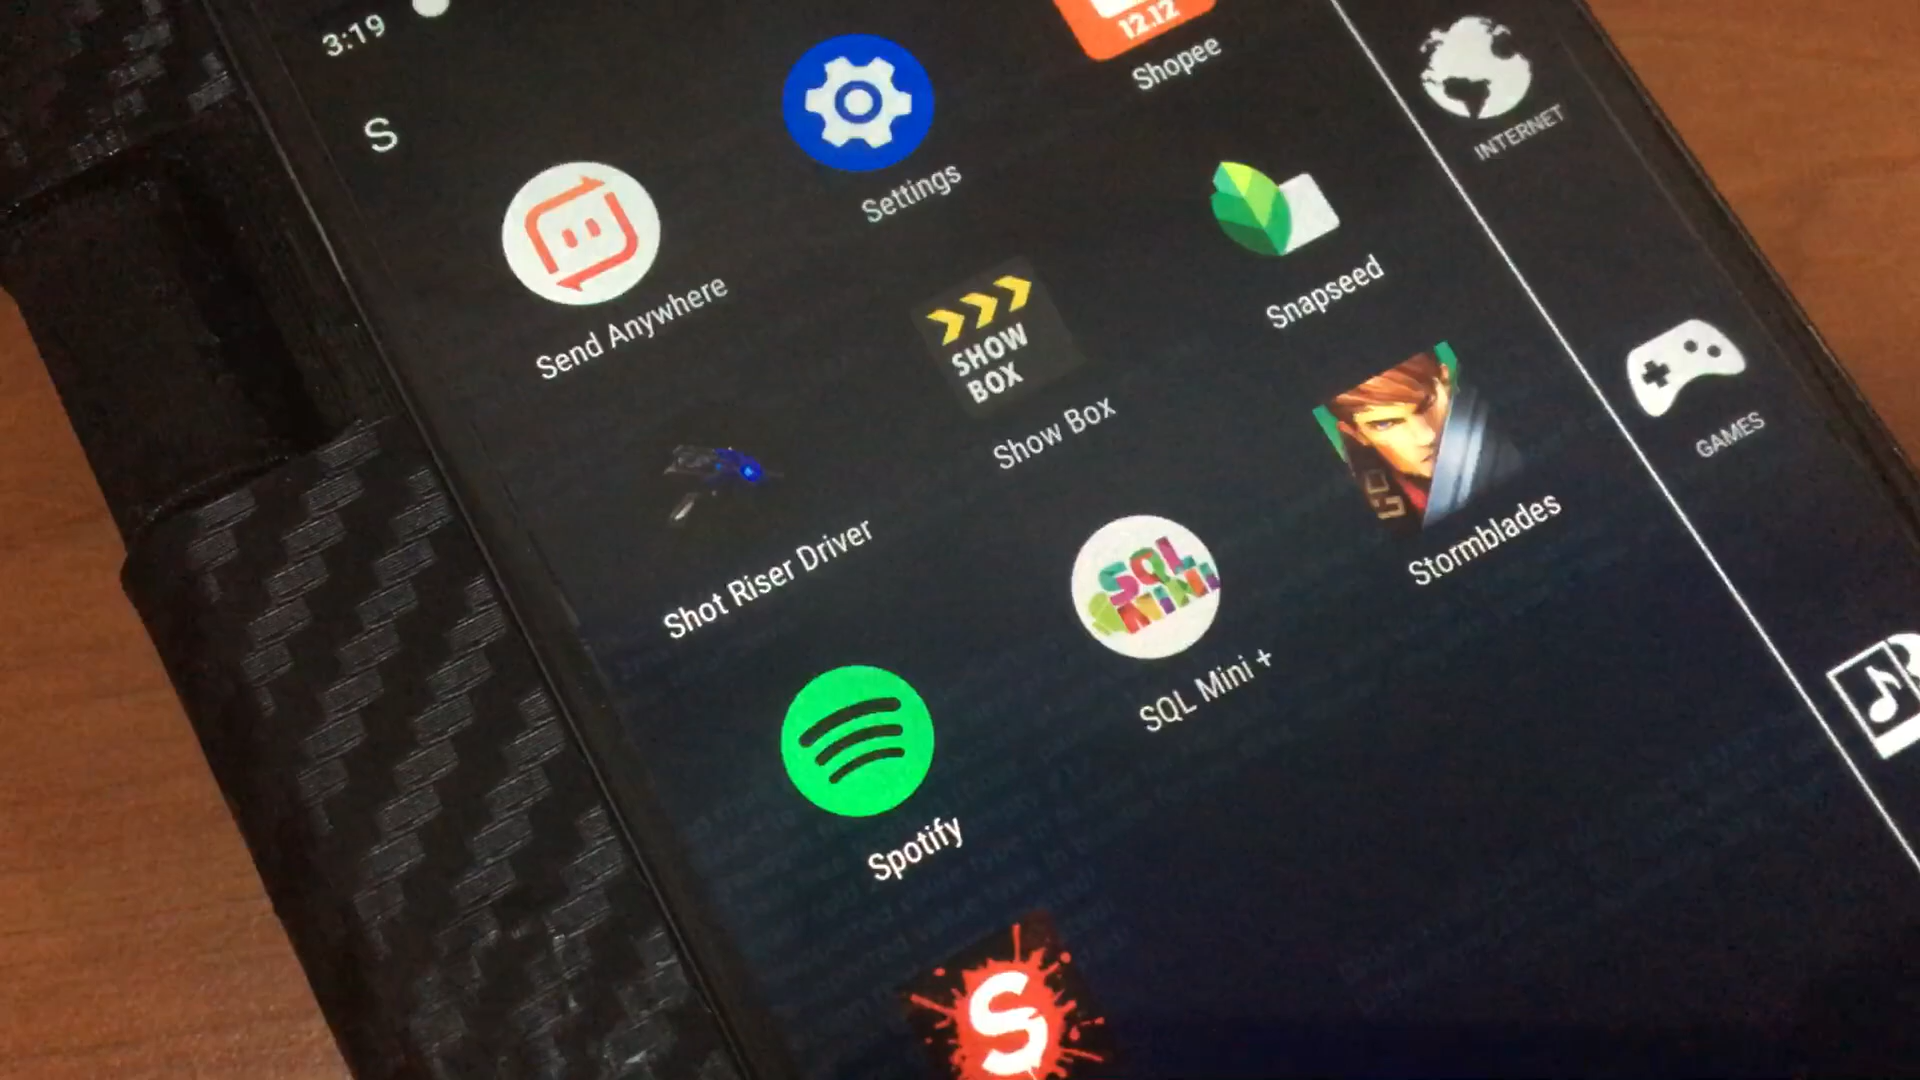 3:19
12.12
Shopee
S
Settings
Send Anywhere
INTERNET
Snapseed
SHOW
BOX
Show Box
Shot Riser Driver
GAMES
Stormblades
SQL
MiNi
SQL Mini +
Spotify
S